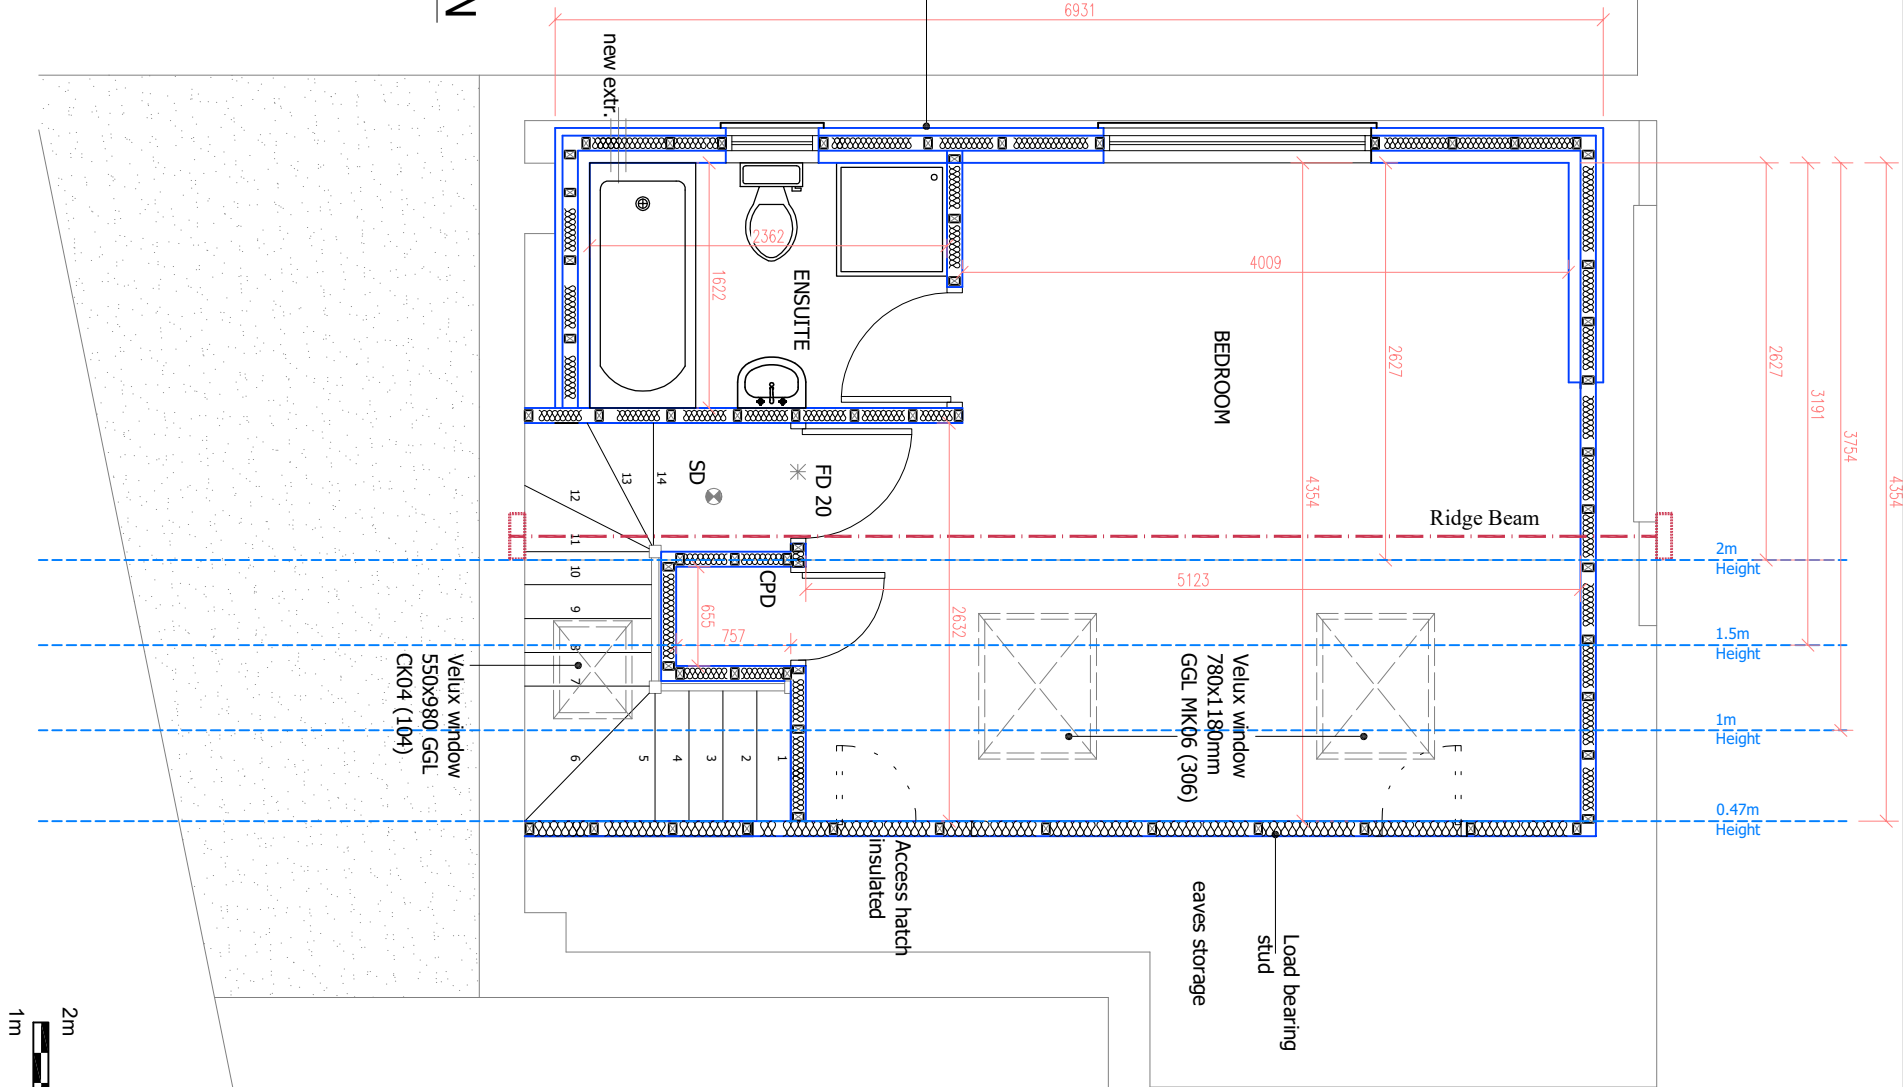 N
6931
new extr.
2362
1622
ENSUITE
4009
BEDROOM
2627
4354
2627
3191
3754
4354
14
13
12
11
10
9
8
7
6
5
4
3
2
1
SD
FD 20
Ridge Beam
2m
Height
CPD
655
757
2632
5123
1.5m
Height
Velux window
550x980 GGL
CK04 (104)
Velux window
780x1180mm
GGL MK06 (306)
1m
Height
0.47m
Height
Access hatch
insulated
eaves storage
Load bearing
stud
2m
1m